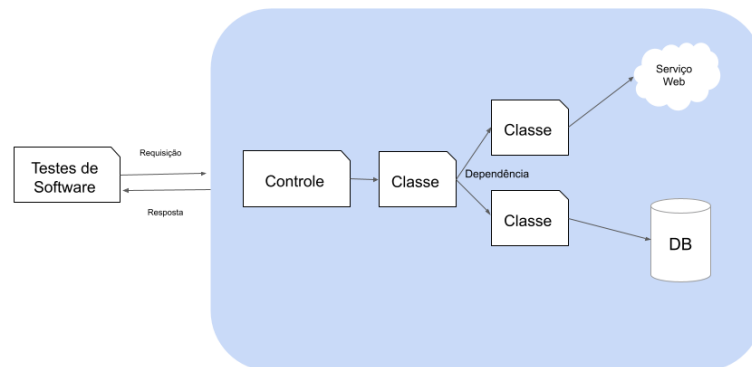 Serviço
Web
Classe
Requisição
Testes de
Software
Controle
Classe
Dependência
Resposta
Classe
DB